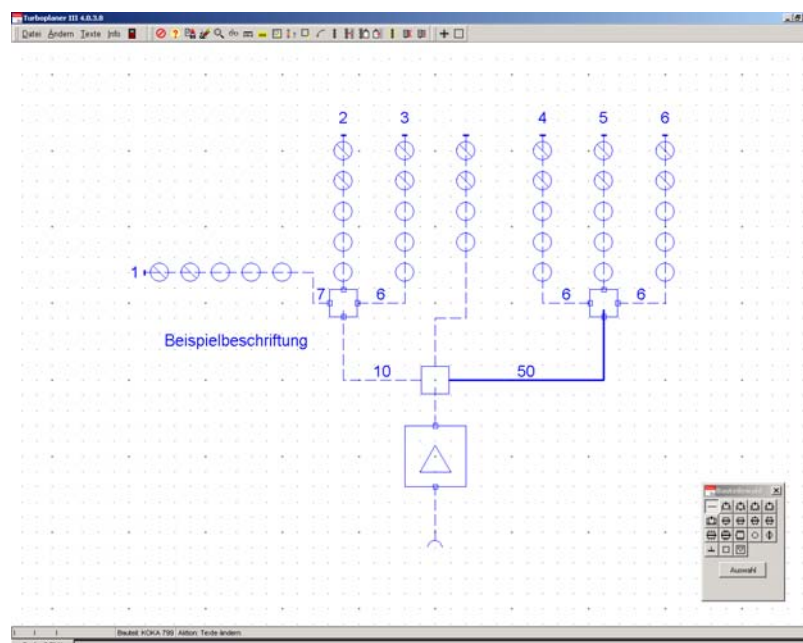 Turboplaner III 4.0.3.8
Datei Ändern Texte Info
2 3 4 5 6
1
7 6 6 6
Beispielbeschriftung
10 50
Auswahl
Bauteil: KOKA 799 Aktion: Texte ändern